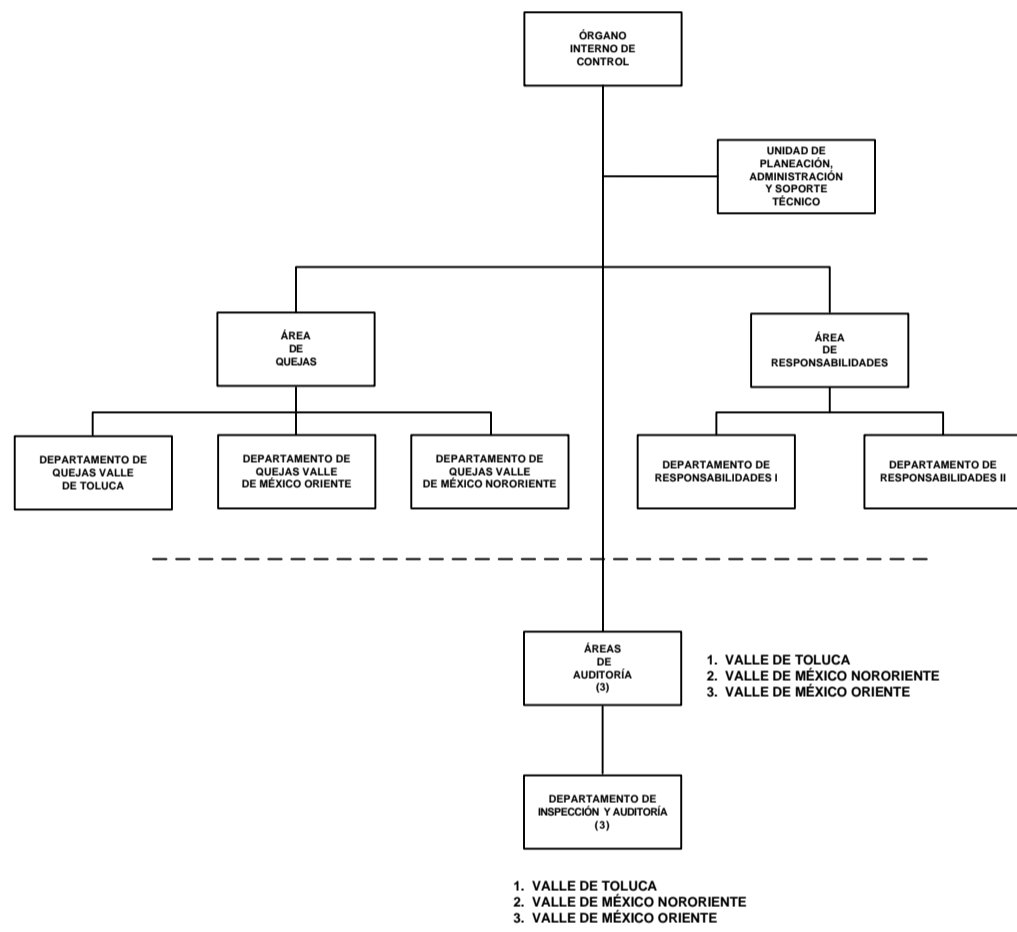 ÓRGANO
INTERNO DE
CONTROL
UNIDAD DE
PLANEACIÓN,
ADMINISTRACIÓN
Y SOPORTE
TÉCNICO
ÁREA
DE
QUEJAS
ÁREA
DE
RESPONSABILIDADES
DEPARTAMENTO DE
QUEJAS VALLE
DE TOLUCA
DEPARTAMENTO DE
QUEJAS VALLE
DE MÉXICO ORIENTE
DEPARTAMENTO DE
QUEJAS VALLE
DE MÉXICO NORORIENTE
DEPARTAMENTO DE
RESPONSABILIDADES I
DEPARTAMENTO DE
RESPONSABILIDADES II
ÁREAS
DE
AUDITORÍA
(3)
1. VALLE DE TOLUCA
2. VALLE DE MÉXICO NORORIENTE
3. VALLE DE MÉXICO ORIENTE
DEPARTAMENTO DE
INSPECCIÓN Y AUDITORÍA
(3)
1. VALLE DE TOLUCA
2. VALLE DE MÉXICO NORORIENTE
3. VALLE DE MÉXICO ORIENTE